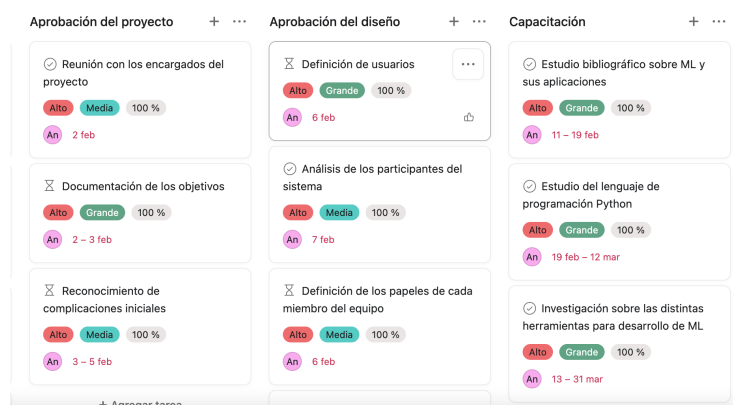 Aprobación del proyecto
Reunión con los encargados del
proyecto
Alto Media 100 %
An 2 feb
Documentación de los objetivos
Alto Grande 100 %
An 2 – 3 feb
Reconocimiento de
complicaciones iniciales
Alto Media 100 %
An 3 – 5 feb
+ Agregar tarea
Aprobación del diseño
Definición de usuarios
Alto Grande 100 %
An 6 feb
Análisis de los participantes del
sistema
Alto Media 100 %
An 7 feb
Definición de los papeles de cada
miembro del equipo
Alto Media 100 %
An 6 feb
Capacitación
Estudio bibliográfico sobre ML y
sus aplicaciones
Alto Grande 100 %
An 11 – 19 feb
Estudio del lenguaje de
programación Python
Alto Grande 100 %
An 19 feb – 12 mar
Investigación sobre las distintas
herramientas para desarrollo de ML
Alto Grande 100 %
An 13 – 31 mar